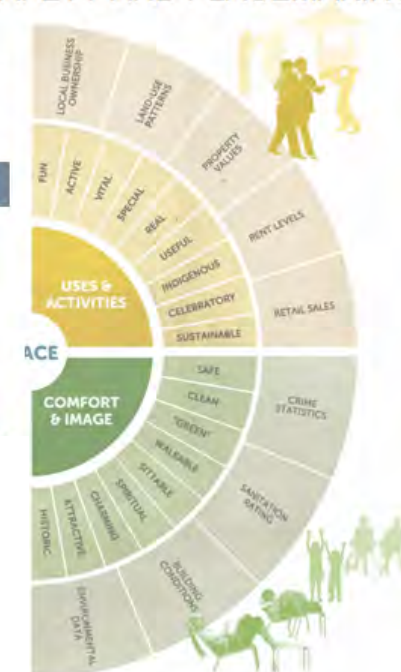 LOCAL BUSINESS
OWNERSHIP
LAND-USE
PATTERNS
PROPERTY
VALUES
RENT LEVELS
RETAIL SALES
FUN
ACTIVE
VITAL
SPECIAL
REAL
USEFUL
INDIGENOUS
CELEBRATORY
SUSTAINABLE
USES &
ACTIVITIES
ACE
COMFORT
& IMAGE
SAFE
CLEAN
"GREEN"
WALKABLE
SITTABLE
SPIRITUAL
CHARMING
ATTRACTIVE
HISTORIC
CRIME
STATISTICS
SANITATION
RATING
BUILDING
CONDITIONS
ENVIRONMENTAL
DATA